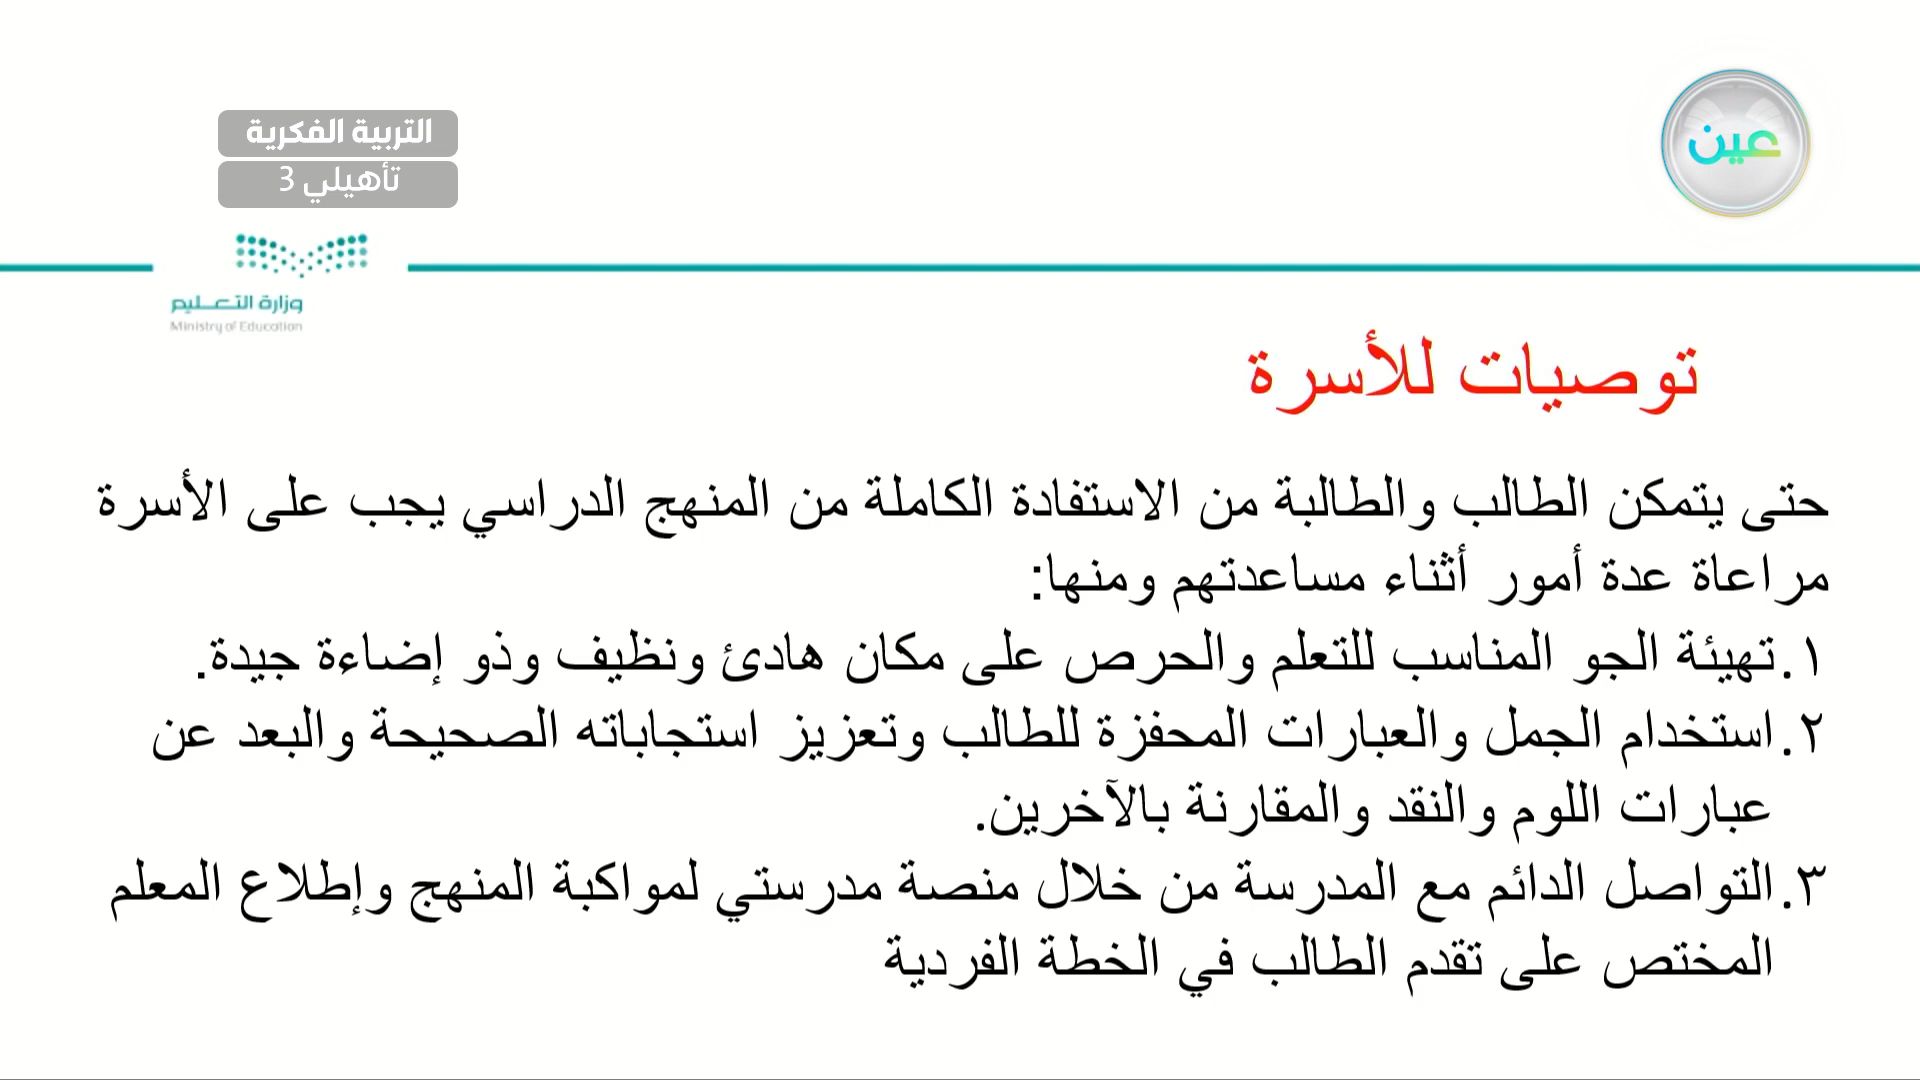 عين
التربية الفكرية
تأهيلي 3
وزارة التعليم
Ministry of Education
توصيات للأسرة
حتى يتمكن الطالب والطالبة من الاستفادة الكاملة من المنهج الدراسي يجب على الأسرة
مراعاة عدة أمور أثناء مساعدتهم ومنها:
١. تهيئة الجو المناسب للتعلم والحرص على مكان هادئ ونظيف وذو إضاءة جيدة.
٢. استخدام الجمل والعبارات المحفزة للطالب وتعزيز استجاباته الصحيحة والبعد عن
عبارات اللوم والنقد والمقارنة بالآخرين.
٣. التواصل الدائم مع المدرسة من خلال منصة مدرستي لمواكبة المنهج وإطلاع المعلم
المختص على تقدم الطالب في الخطة الفردية